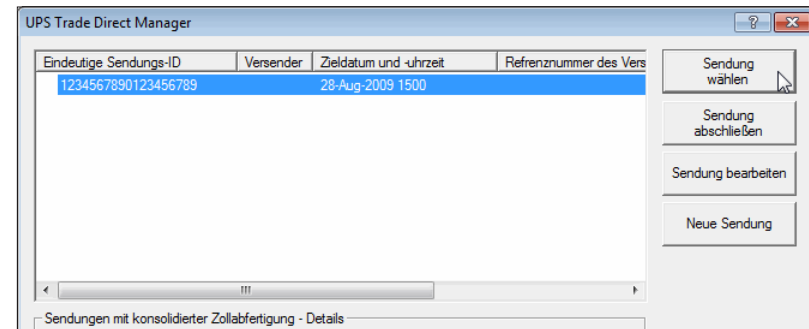 UPS Trade Direct Manager
Eindeutige Sendungs-ID Versender Zieldatum und -uhrzeit Refrenznummer des Vers
1234567890123456789 28-Aug-2009 1500
Sendung
wählen
Sendung
abschließen
Sendung bearbeiten
Neue Sendung
Sendungen mit konsolidierter Zollabfertigung - Details